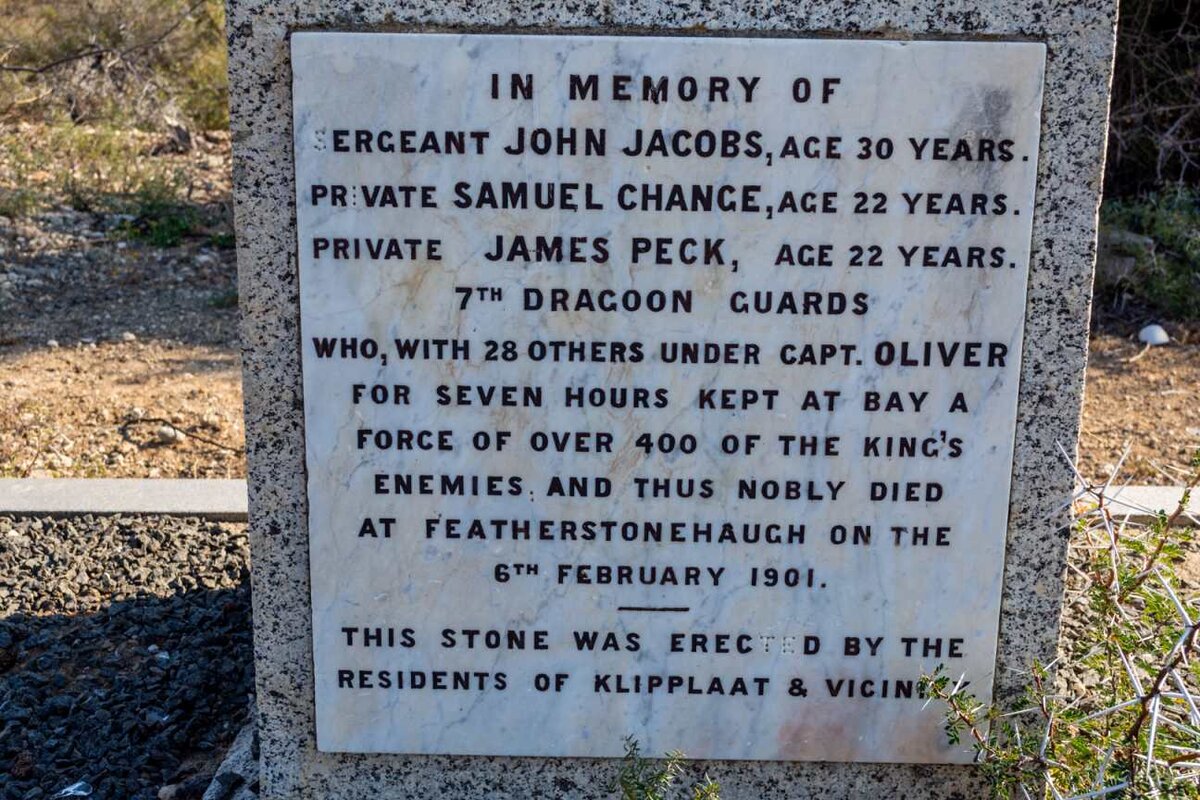 IN MEMORY OF
SERGEANT JOHN JACOBS, AGE 30 YEARS.
PRIVATE SAMUEL CHANGE, AGE 22 YEARS.
PRIVATE JAMES PECK, AGE 22 YEARS.
7TH DRAGOON GUARDS
WHO, WITH 28 OTHERS UNDER CAPT. OLIVER
FOR SEVEN HOURS KEPT AT BAY A
FORCE OF OVER 400 OF THE KING'S
ENEMIES, AND THUS NOBLY DIED
AT FEATHERSTONEHAUGH ON THE
6TH FEBRUARY 1901.
THIS STONE WAS ERECTED BY THE
RESIDENTS OF KLIPPLAAT & VICINITY